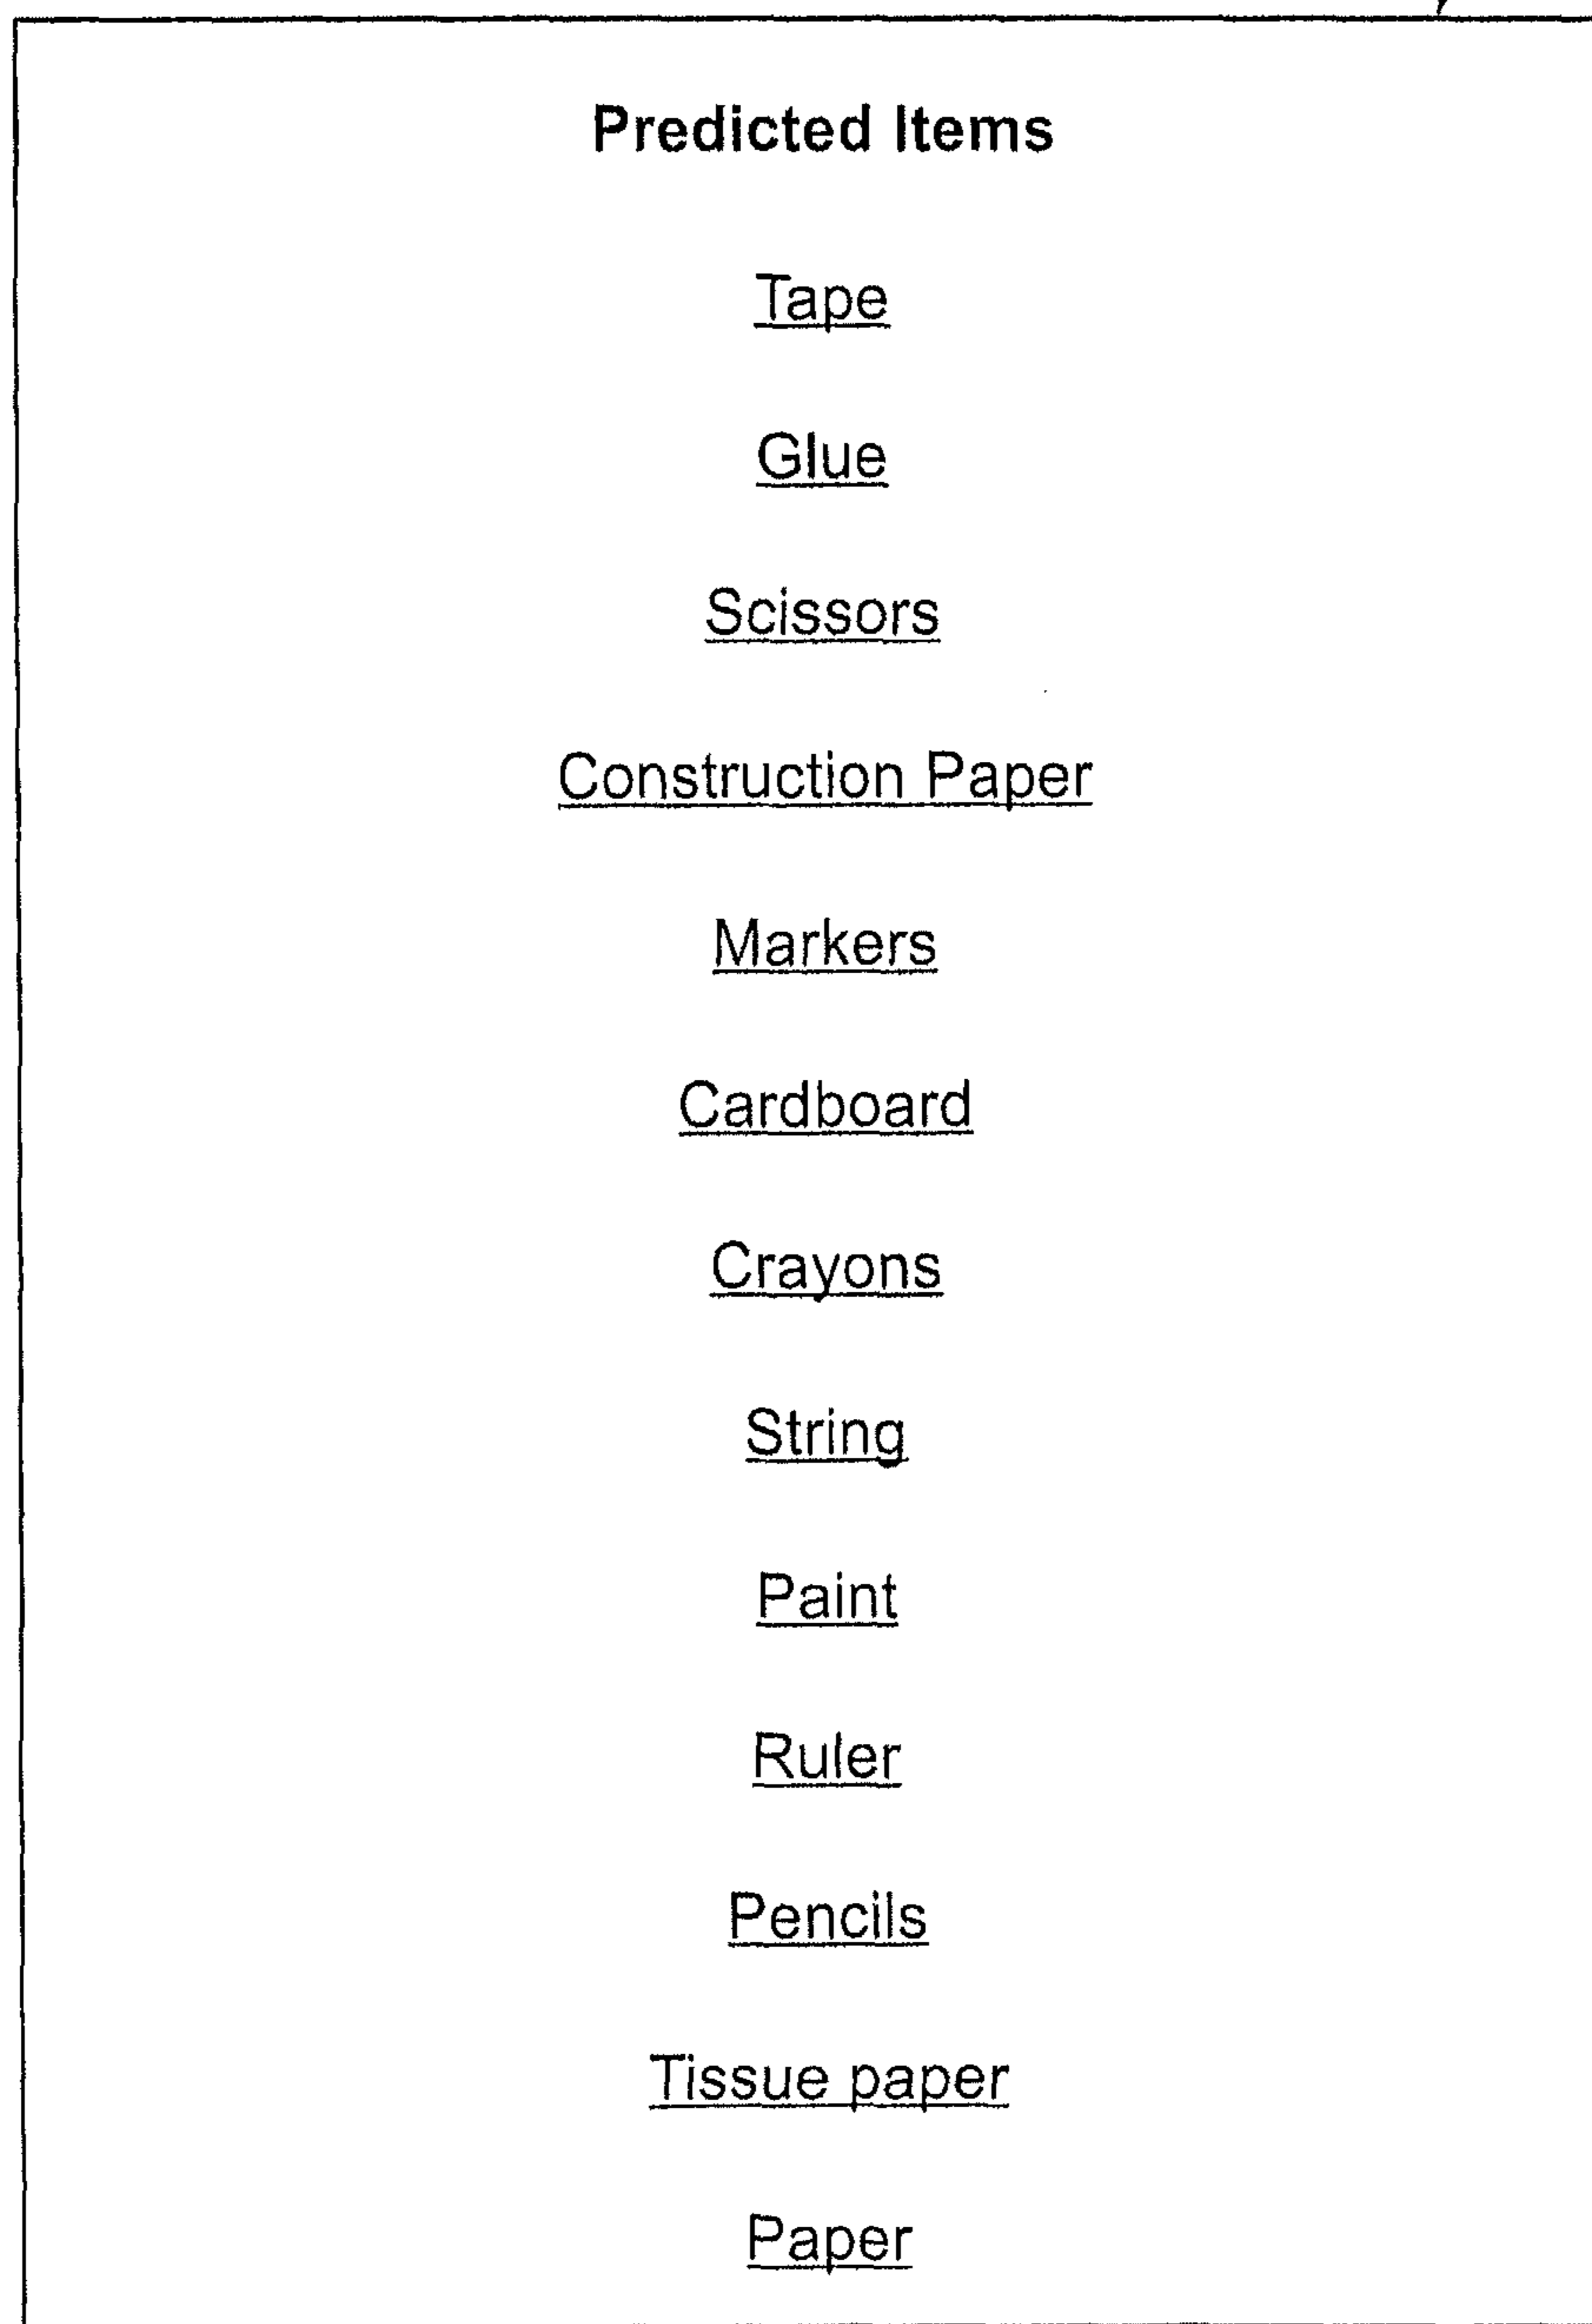 Predicted Items
Tape
Glue
Scissors
Construction Paper
Markers
Cardboard
Crayons
String
Paint
Ruler
Pencils
Tissue paper
Paper